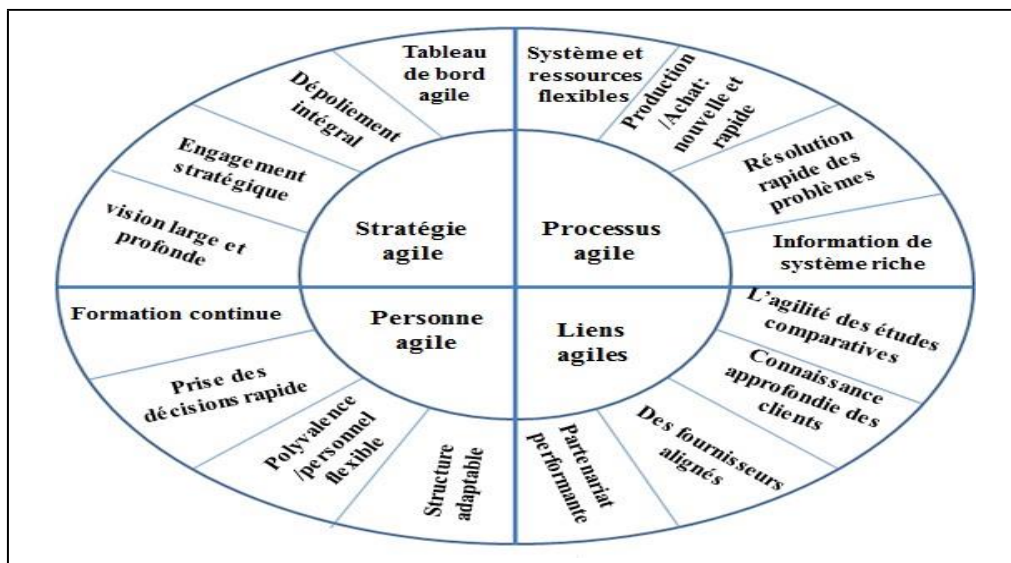 Tableau
de bord
agile
Système et
ressources
flexibles
Production
/Achat:
nouvelle et
rapide
Résolution
rapide des
problèmes
Information de
système riche
Dépoliement
intégral
Engagement
stratégique
vision large et
profonde
Stratégie
agile
Processus
agile
Personne
agile
Liens
agiles
Formation continue
Prise des
décisions rapide
Polyvalence
/personnel
flexible
Structure
adaptable
Partenariat
performante
Des fournisseurs
alignés
Connaissance
approfondie des
clients
L’agilité des études
comparatives